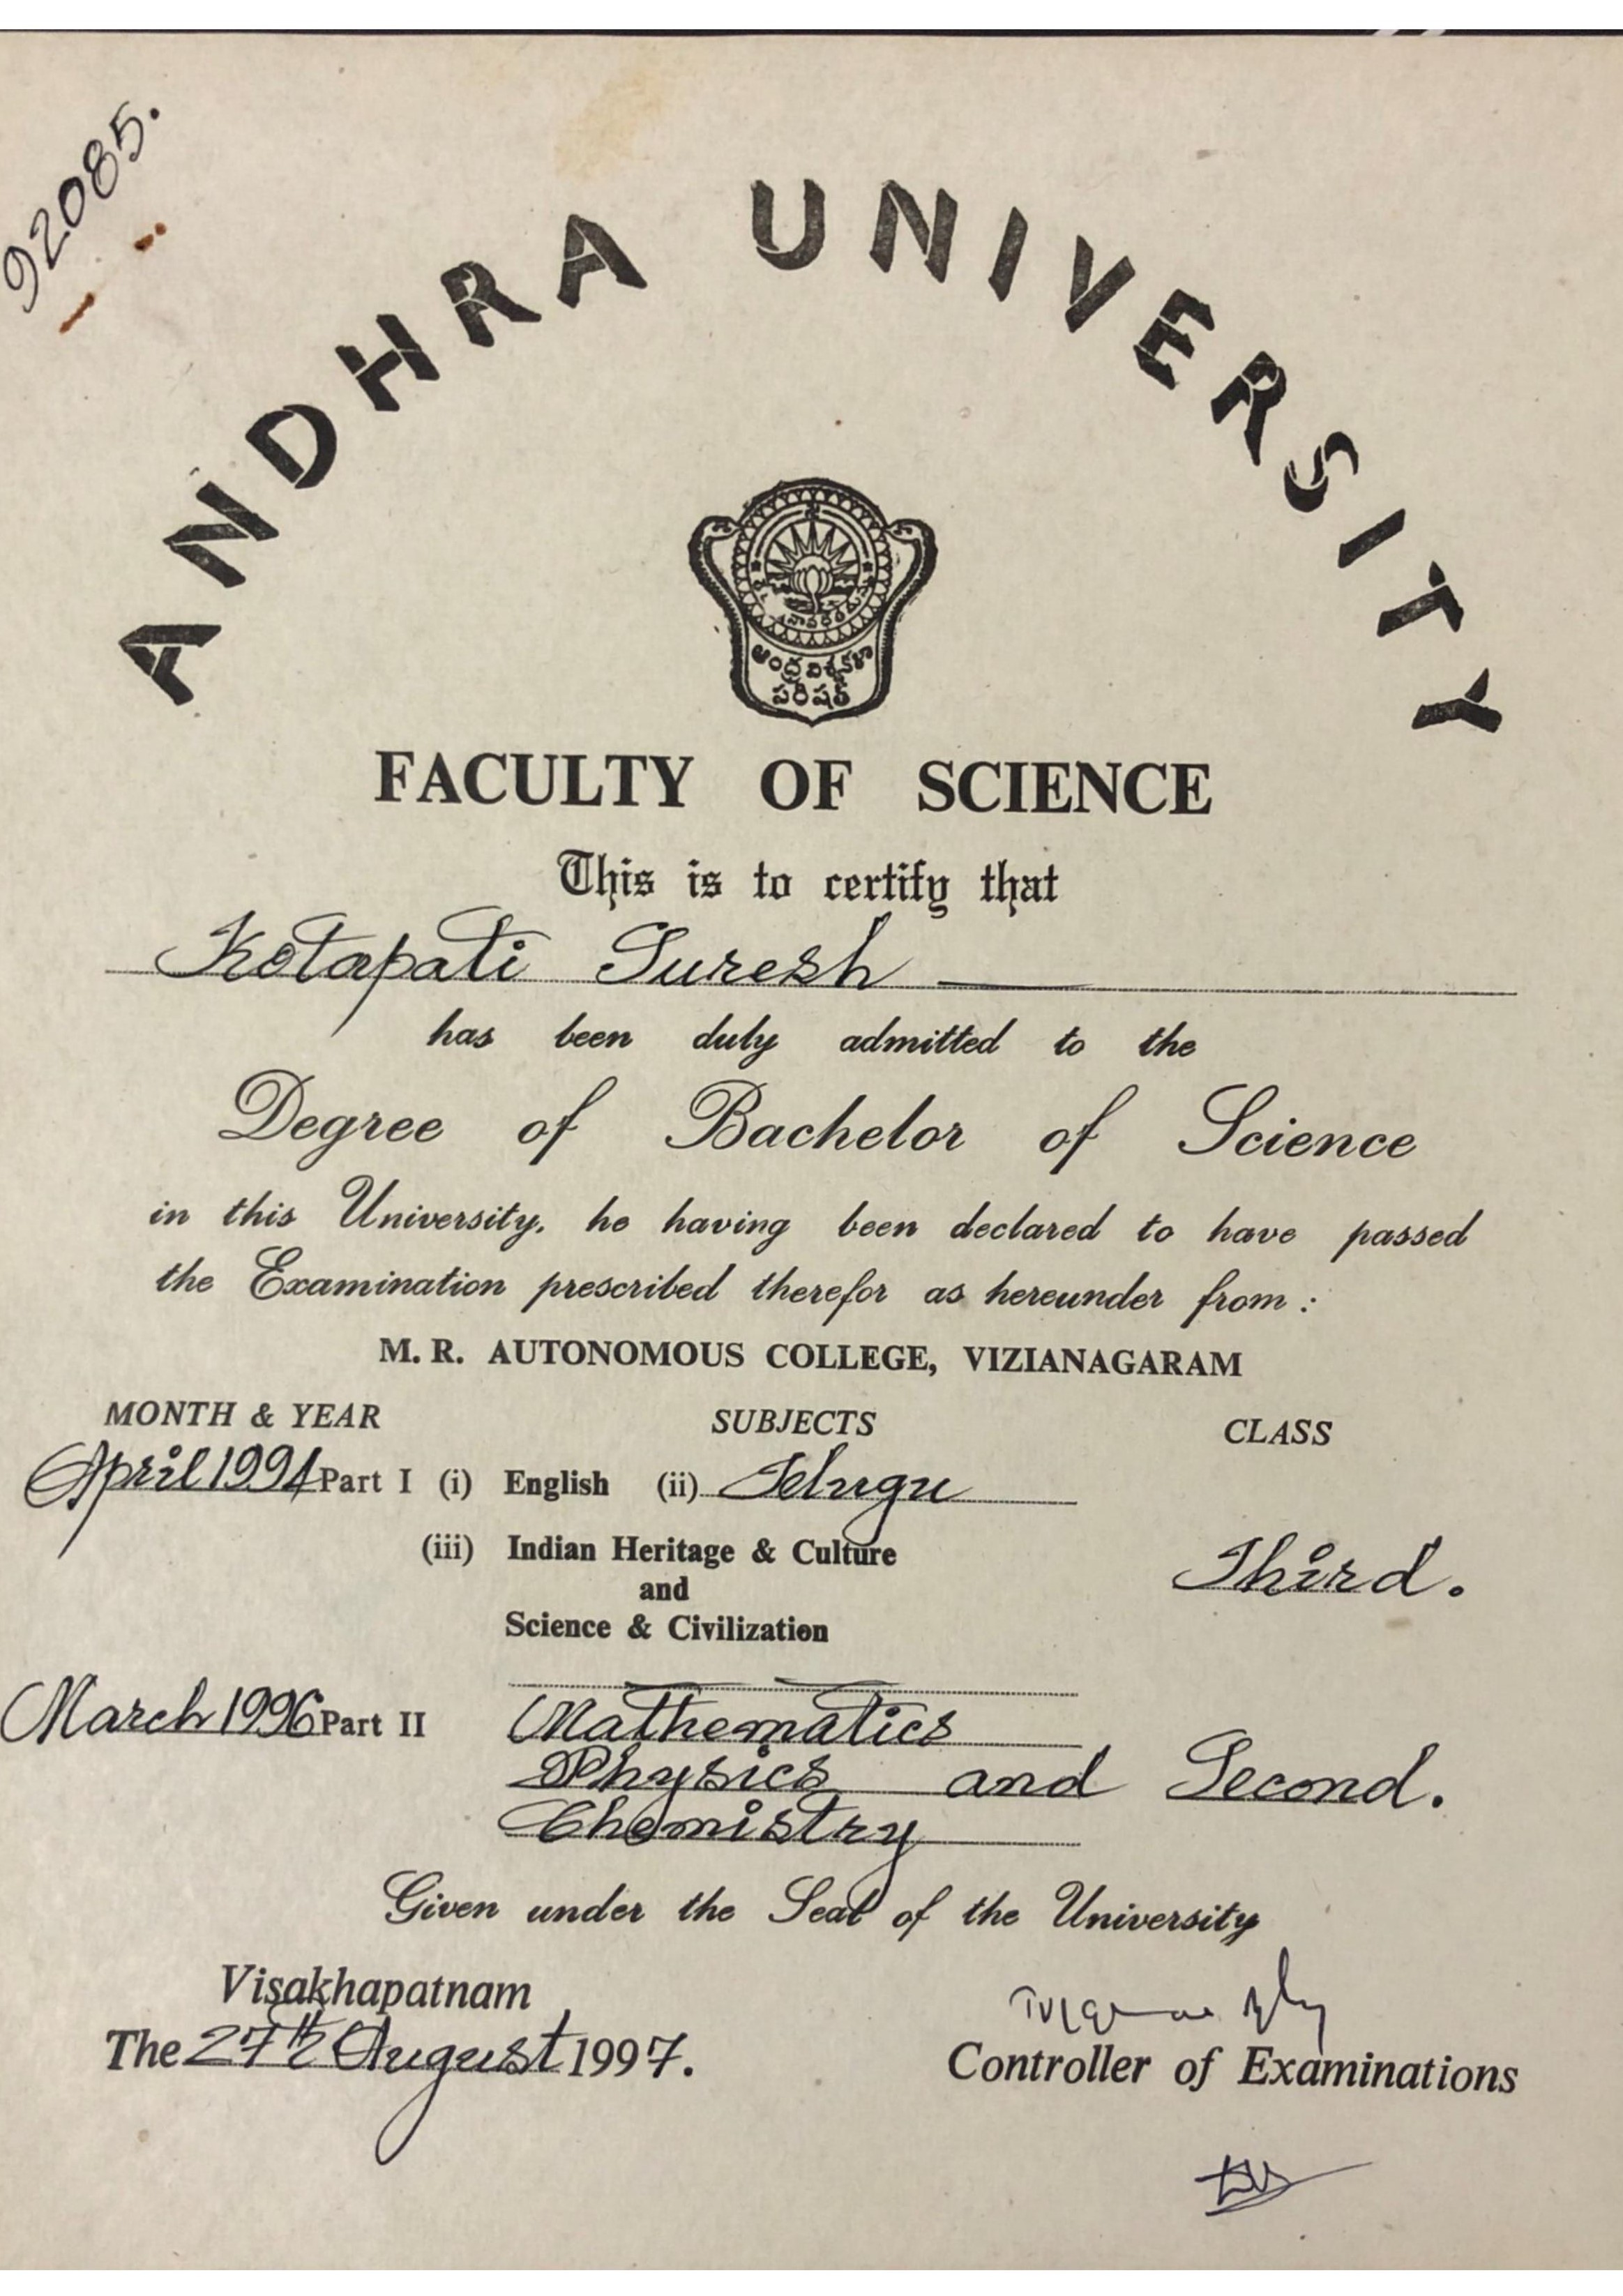 92085.
ANDHRA UNIVERSITY
ఆంధ్ర విశ్వకళా
పరిషత్
FACULTY OF SCIENCE
This is to certify that
Kotapati Suresh
has been duly admitted to the
Degree of Bachelor of Science
in this University, he having been declared to have passed
the Examination prescribed therefor as hereunder from :
M. R. AUTONOMOUS COLLEGE, VIZIANAGARAM
MONTH & YEAR SUBJECTS CLASS
April Part I (i) English (ii) Telugu
(iii) Indian Heritage & Culture
and
Science & Civilization
Third.
March 1996 Part II Mathematics
Physics and Second.
Chemistry
Given under the Seal of the University
Visakhapatnam
The 27th August 1997.
Controller of Examinations